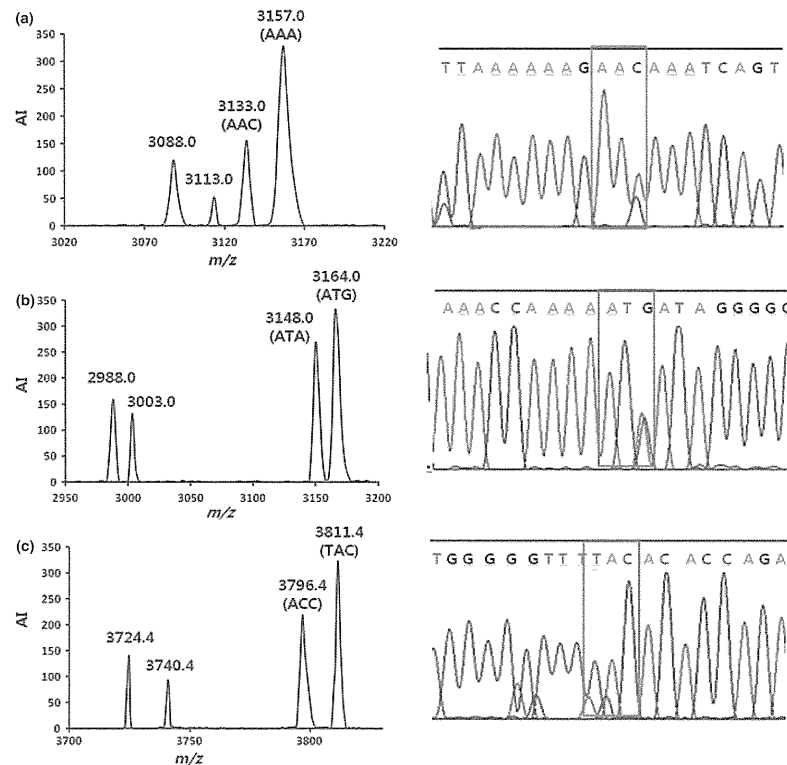 (a)
350
300
250
200
150
100
50
0
AI
3088.0
3113.0
3133.0
(AAC)
3157.0
(AAA)
3020 3070 3120 3170 3220
m/z
T T A A A A A A G A A C A A A T C A G T
(b)
350
300
250
200
150
100
50
0
AI
2988.0
3003.0
3148.0
(ATA)
3164.0
(ATG)
2950 3000 3050 3100 3150 3200
m/z
A A A C C A A A A A T G A T A G G G G C
(c)
350
300
250
200
150
100
50
0
AI
3724.4
3740.4
3796.4
(ACC)
3811.4
(TAC)
3700 3750 3800
m/z
T G G G G G T T T T A C A C A C C A G A